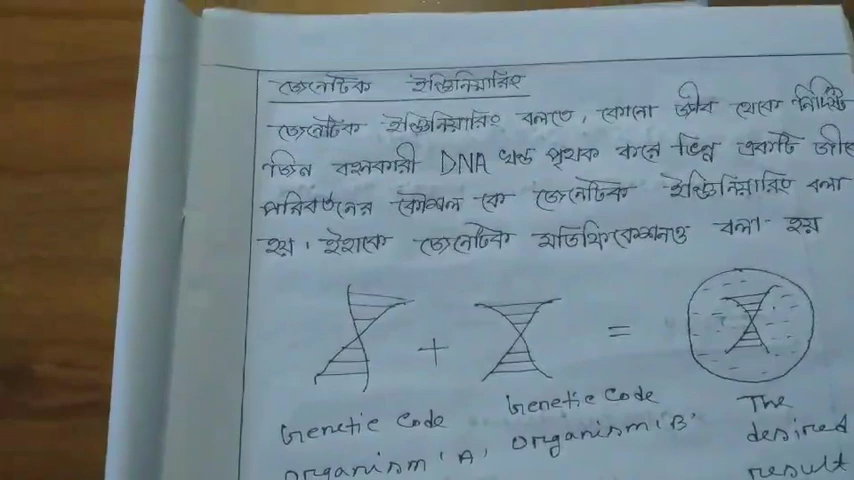 জেনেটিক ইঞ্জিনিয়ারিং
জেনেটিক ইঞ্জিনিয়ারিং বলতে, কোনো জীব থেকে নির্দিষ্ট
জিন বহনকারী DNA খন্ড পৃথক করে ভিন্ন একটি জীবে
পরিবর্তনের কৌশল কে জেনেটিক ইঞ্জিনিয়ারিং বলা
হয়। ইহাকে জেনেটিক মডিফিকেশনও বলা হয়
+ =
Genetic Code Genetic Code The
organism 'A' organism 'B' desired
result